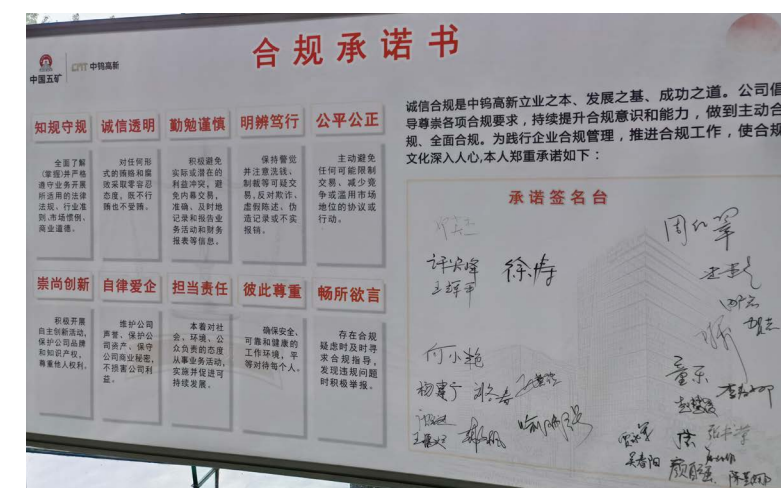 合规承诺书
中国五矿
CMT 中钨高新
知规守规
全面了解
(掌握)并严格
遵守业务开展
所适用的法律
法规、行业准
则、市场惯例、
商业道德。
诚信透明
对任何形
式的贿赂和腐
败采取零容忍
态度，既不行
贿也不受贿。
勤勉谨慎
积极避免
实际或潜在的
利益冲突，避
免内幕交易，
准确、及时地
记录和报告业
务活动和财务
报表等信息。
明辨笃行
保持警觉
并注意洗钱、
制裁等可疑交
易，反对欺诈、
虚假陈述、伪
造记录或不实
报销。
公平公正
主动避免
任何可能限制
交易、减少竞
争或滥用市场
地位的协议或
行动。
崇尚创新
积极开展
自主创新活动，
保护公司品牌
和知识产权，
尊重他人权利。
自律爱企
维护公司
声誉、保护公
司资产、保守
公司商业秘密，
不损害公司利
益。
担当责任
本着对社
会、环境、公
众负责的态度
从事业务活动，
实施并促进可
持续发展。
彼此尊重
确保安全、
可靠和健康的
工作环境，平
等对待每个人。
畅所欲言
存在合规
疑虑时及时寻
求合规指导，
发现违规问题
时积极举报。
诚信合规是中钨高新立业之本、发展之基、成功之道。公司倡
导尊崇各项合规要求，持续提升合规意识和能力，做到主动合
规、全面合规。为践行企业合规管理，推进合规工作，使合规
文化深入人心，本人郑重承诺如下：
承诺签名台
徐涛
王辉平
何小艳
杨建宁
童东
吴春阳